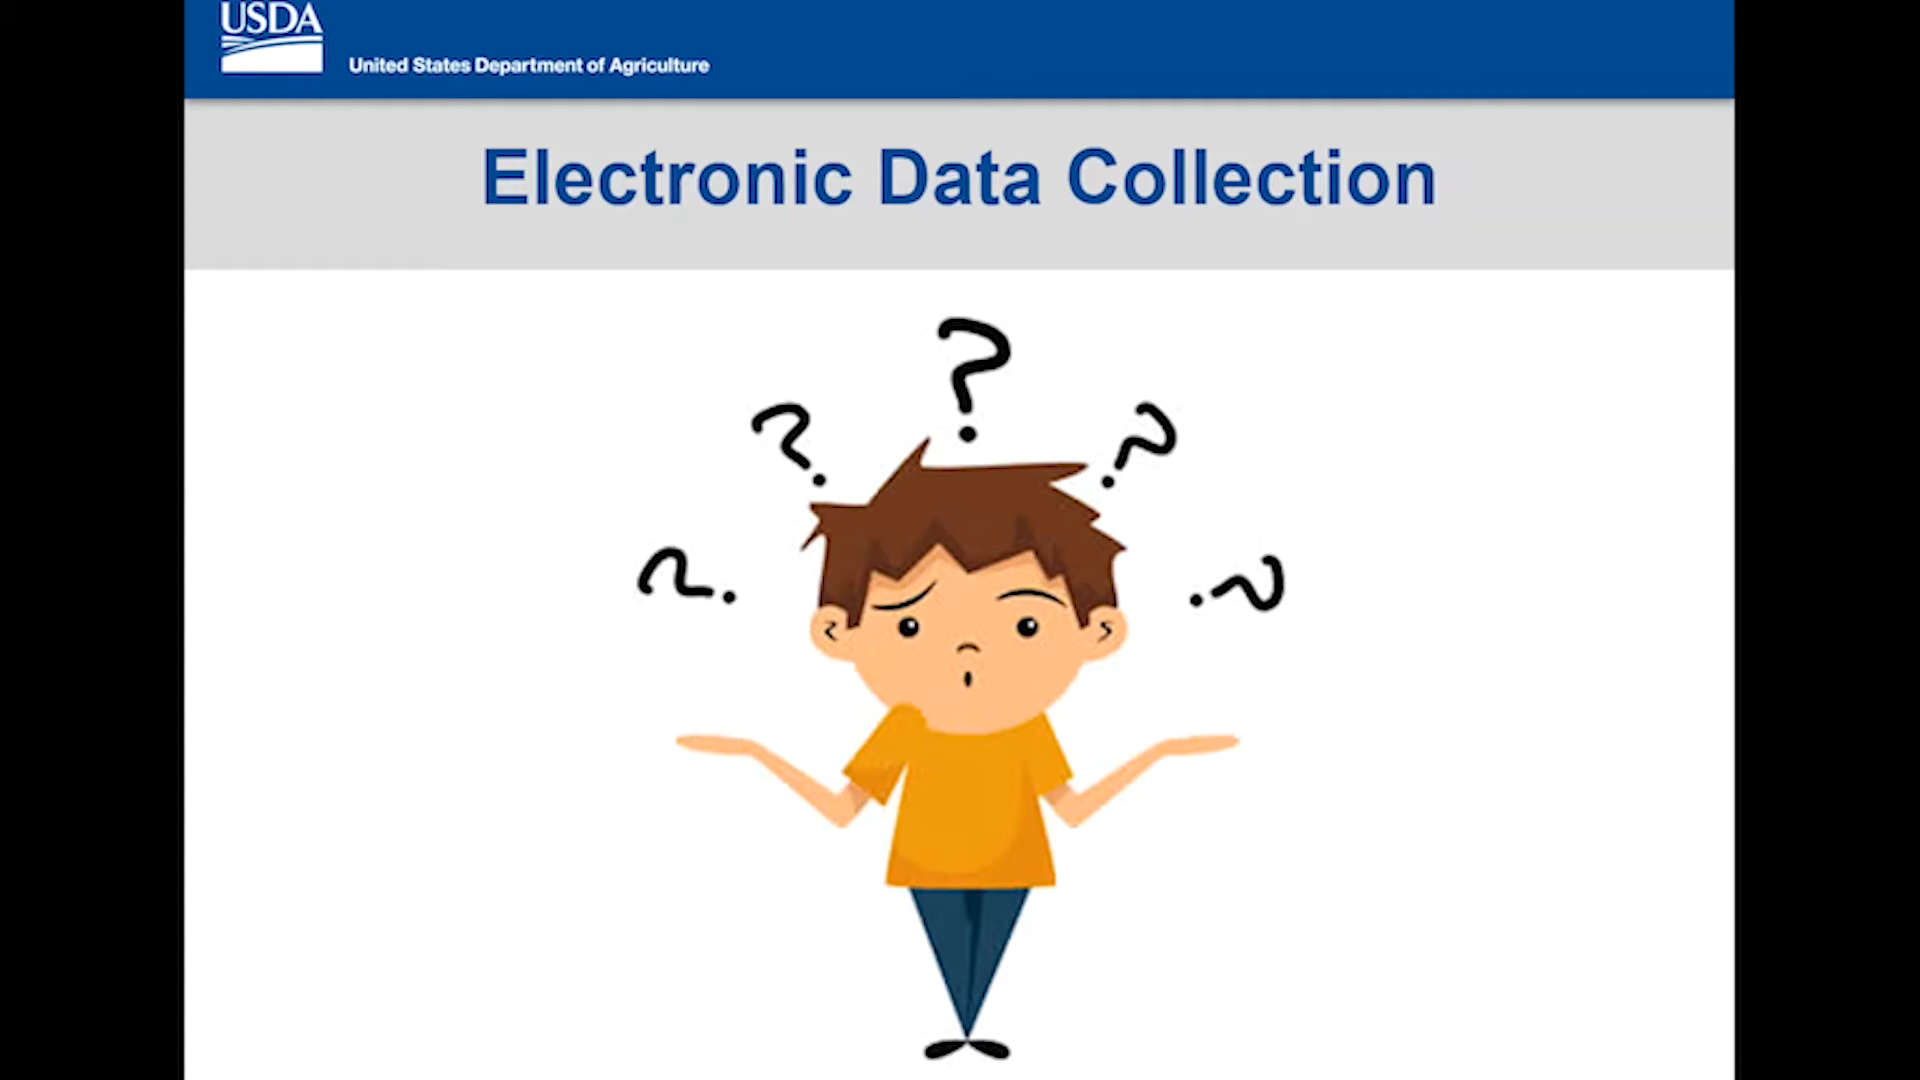 USDA
United States Department of Agriculture
Electronic Data Collection
?
? ?
? ?